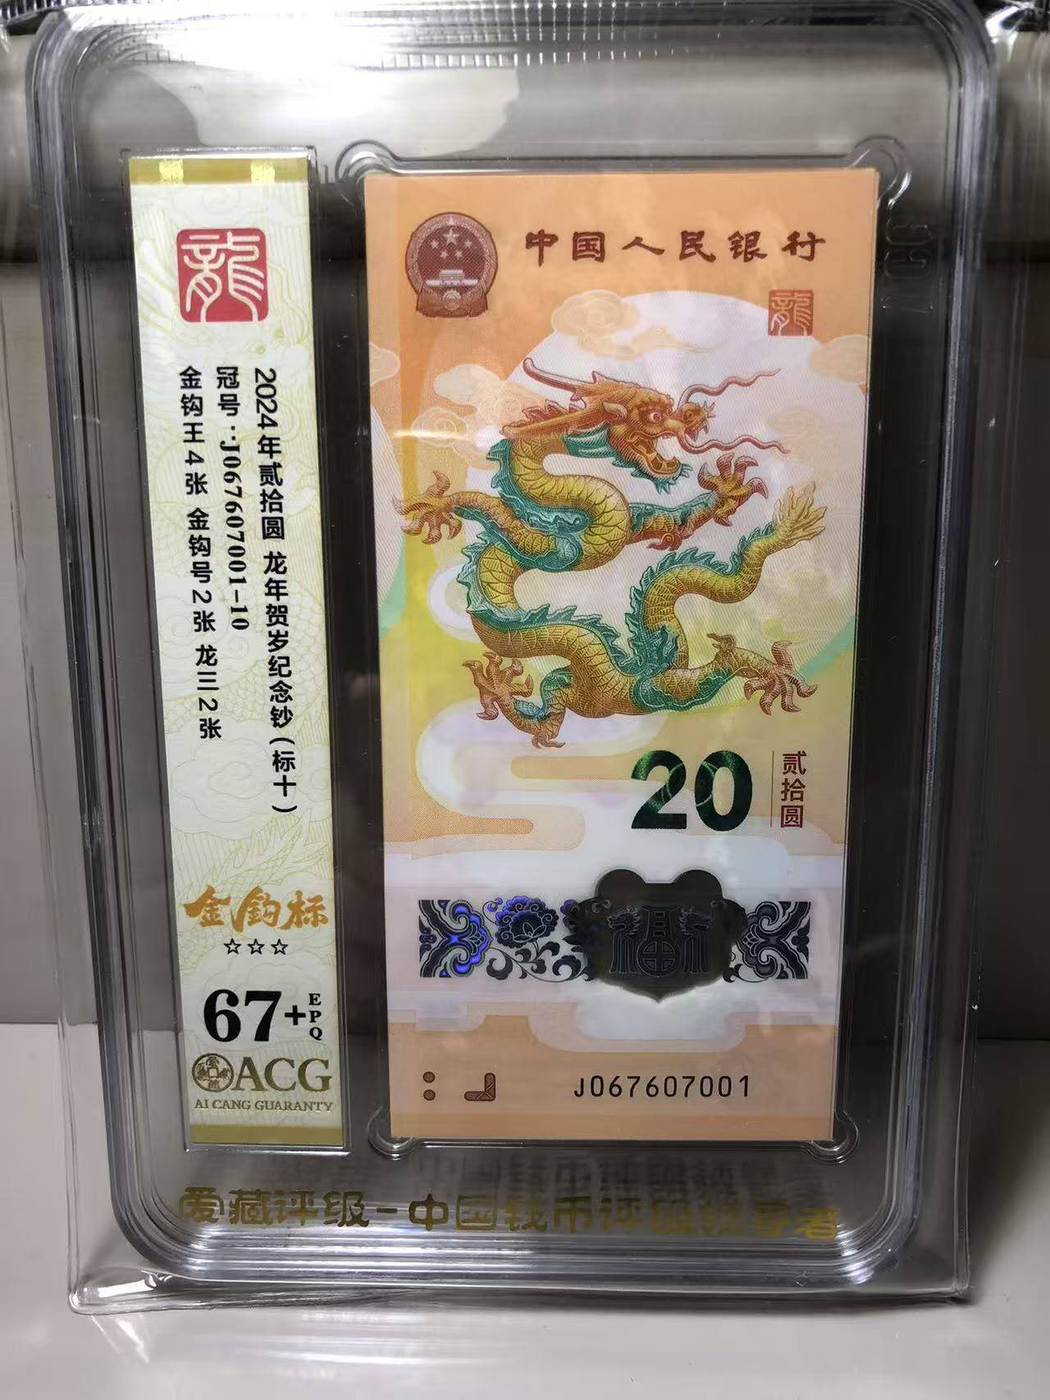 龍
2024年贰拾圆 龙年贺岁纪念钞(标十)
冠号:J067607001-10
金钩王4张 金钩号2张 龙三2张
金钩标
☆☆☆
67+EPQ
ACG
AI CANG GUARANTY
中国人民银行
龍
20
贰拾圆
福
J067607001
爱藏评级-中国钱币评级领导者